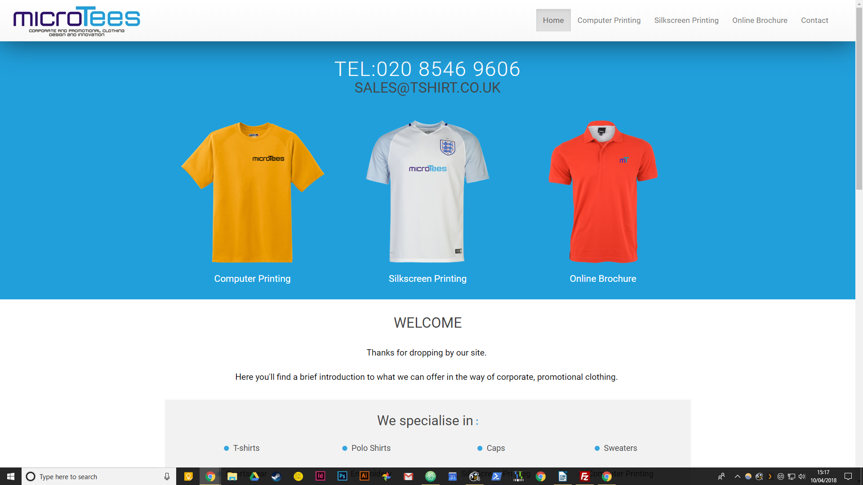 microTees
CORPORATE AND PROMOTIONAL CLOTHING
DESIGN AND INNOVATION
Home
Computer Printing
Silkscreen Printing
Online Brochure
Contact
TEL:020 8546 9606
SALES@TSHIRT.CO.UK
microTees
microTees
m
Computer Printing
Silkscreen Printing
Online Brochure
WELCOME
Thanks for dropping by our site.
Here you'll find a brief introduction to what we can offer in the way of corporate, promotional clothing.
We specialise in :
T-shirts
Polo Shirts
Caps
Sweaters
Type here to search
15:17
10/04/2018